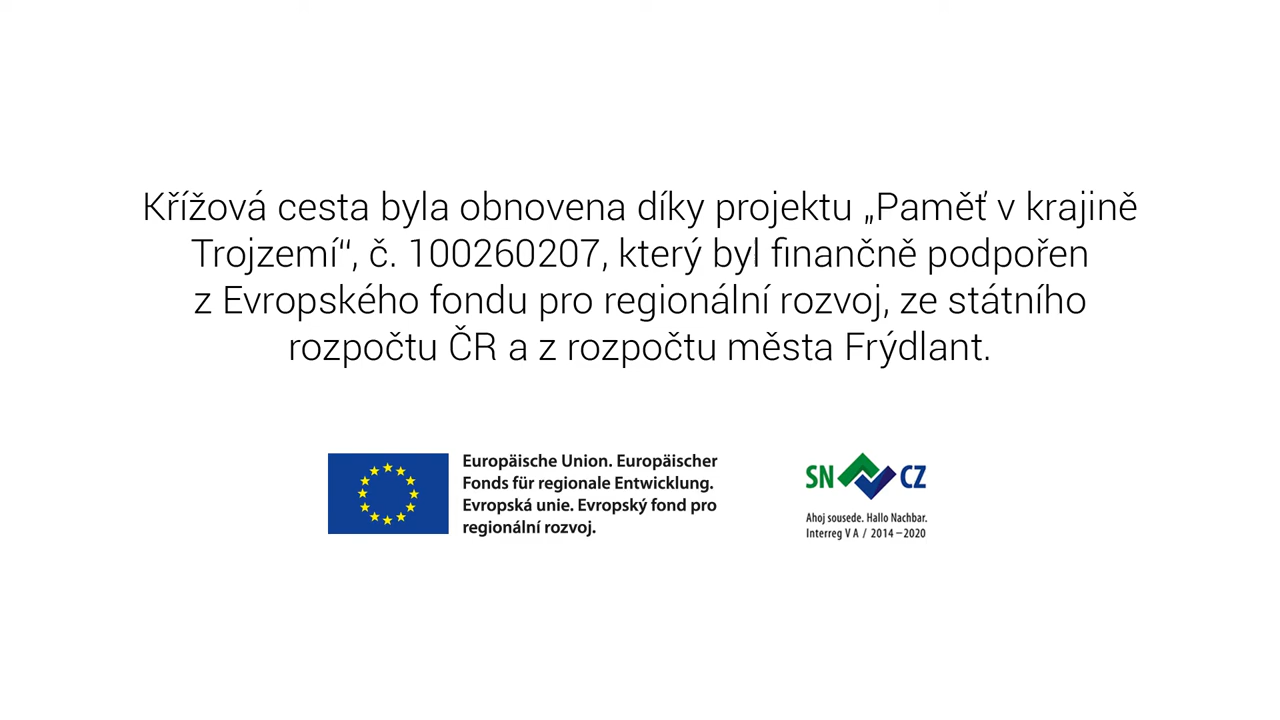 Křížová cesta byla obnovena díky projektu „Paměť v krajině
Trojzemí“, č. 100260207, který byl finančně podpořen
z Evropského fondu pro regionální rozvoj, ze státního
rozpočtu ČR a z rozpočtu města Frýdlant.
Europäische Union. Europäischer
Fonds für regionale Entwicklung.
Evropská unie. Evropský fond pro
regionální rozvoj.
SN CZ
Ahoj sousede. Hallo Nachbar.
Interreg V A / 2014 – 2020